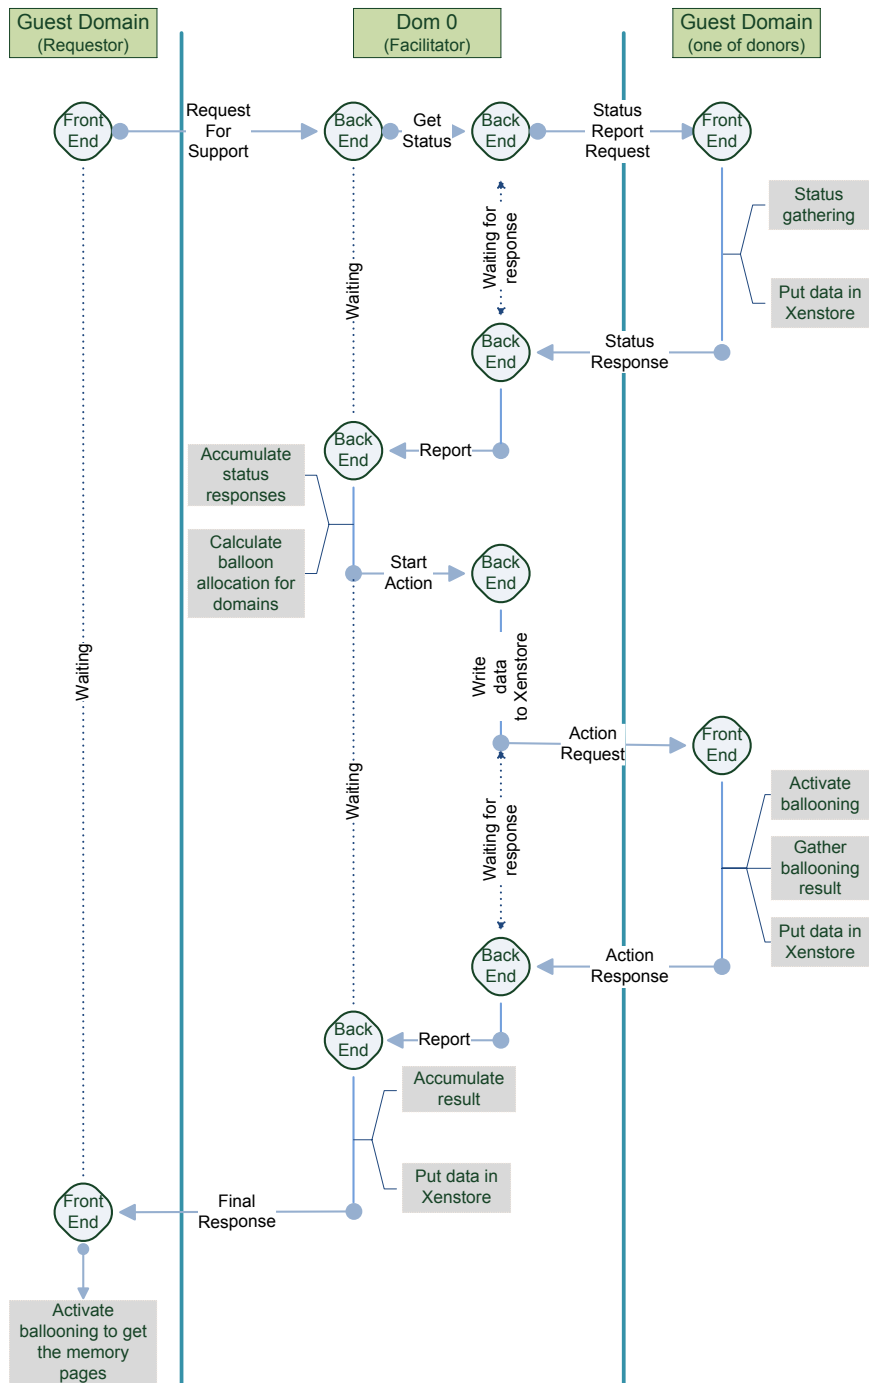 Guest Domain
(Requestor)
Dom 0
(Facilitator)
Guest Domain
(one of donors)
Front
End
Request
For
Support
Back
End
Get
Status
Back
End
Status
Report
Request
Front
End
Status
gathering
Waiting
Waiting for
response
Put data in
Xenstore
Back
End
Status
Response
Back
End
Report
Accumulate
status
responses
Calculate
balloon
allocation for
domains
Start
Action
Back
End
Waiting
Write
data
to Xenstore
Action
Request
Front
End
Waiting
Waiting for
response
Activate
ballooning
Gather
ballooning
result
Put data in
Xenstore
Back
End
Action
Response
Back
End
Report
Accumulate
result
Put data in
Xenstore
Front
End
Final
Response
Activate
ballooning to get
the memory
pages